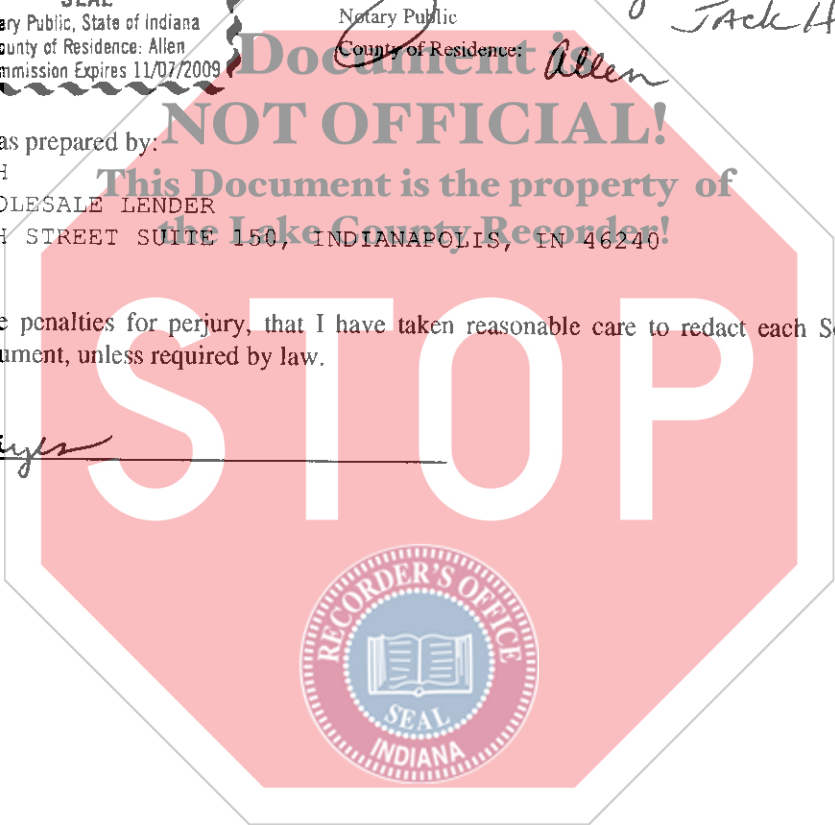 SEAL
ary Public, State of Indiana
ounty of Residence: Allen
mmission Expires 11/07/2009
Notary Public
Jack H
County of Residence: Allen
Document is
NOT OFFICIAL!
This Document is the property of
the Lake County Recorder!
as prepared by:
H
OLESALE LENDER
H STREET SUITE 150, INDIANAPOLIS, IN 46240
e penalties for perjury, that I have taken reasonable care to redact each S
ument, unless required by law.
yes
STOP
RECORDER'S OFFICE
SEAL
INDIANA